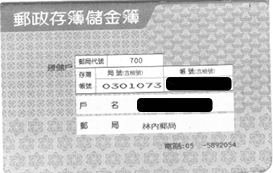 郵政存簿儲金簿
郵局代號 700
存簿 局號(含檢號) 帳號(含檢號)
帳號 0301073
戶 名
郵 局 林內郵局
電話:05 -5892054